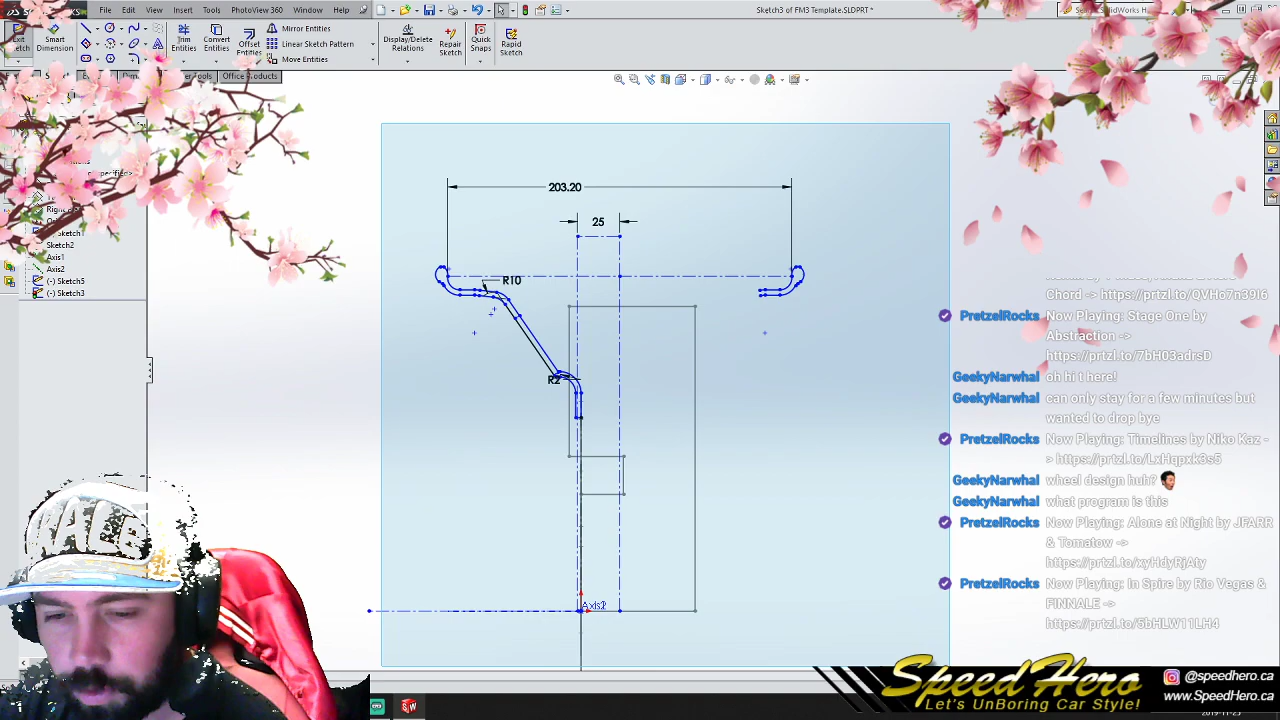 File Edit View Insert Tools PhotoView 360 Window Help
Sketch3 of FM3 Template.SLDPRT *
Smart Dimension
Trim Entities
Convert Entities
Offset Entities
Mirror Entities
Linear Sketch Pattern
Move Entities
Display/Delete Relations
Repair Sketch
Quick Snaps
Rapid Sketch
Office Products
Sketch2
Axis1
Axis2
(-) Sketch5
(-) Sketch3
203.20
25
R10
R2
Chord -> https://prtzl.to/QVHo7n39l6
PretzelRocks Now Playing: Stage One by
Abstraction ->
https://prtzl.to/7bH03adrsD
GeekyNarwhal oh hi t here!
GeekyNarwhal can only stay for a few minutes but
wanted to drop bye
PretzelRocks Now Playing: Timelines by Niko Kaz -
> https://prtzl.to/LxHqpxk3s5
GeekyNarwhal wheel design huh?
GeekyNarwhal what program is this
PretzelRocks Now Playing: Alone at Night by JFARR
& Tomatow ->
https://prtzl.to/xyHdyRjAty
PretzelRocks Now Playing: In Spire by Rio Vegas &
FINNALE ->
https://prtzl.to/5bHLW11LH4
SpeedHero
Let's UnBoring Car Style!
@speedhero.ca
www.SpeedHero.ca